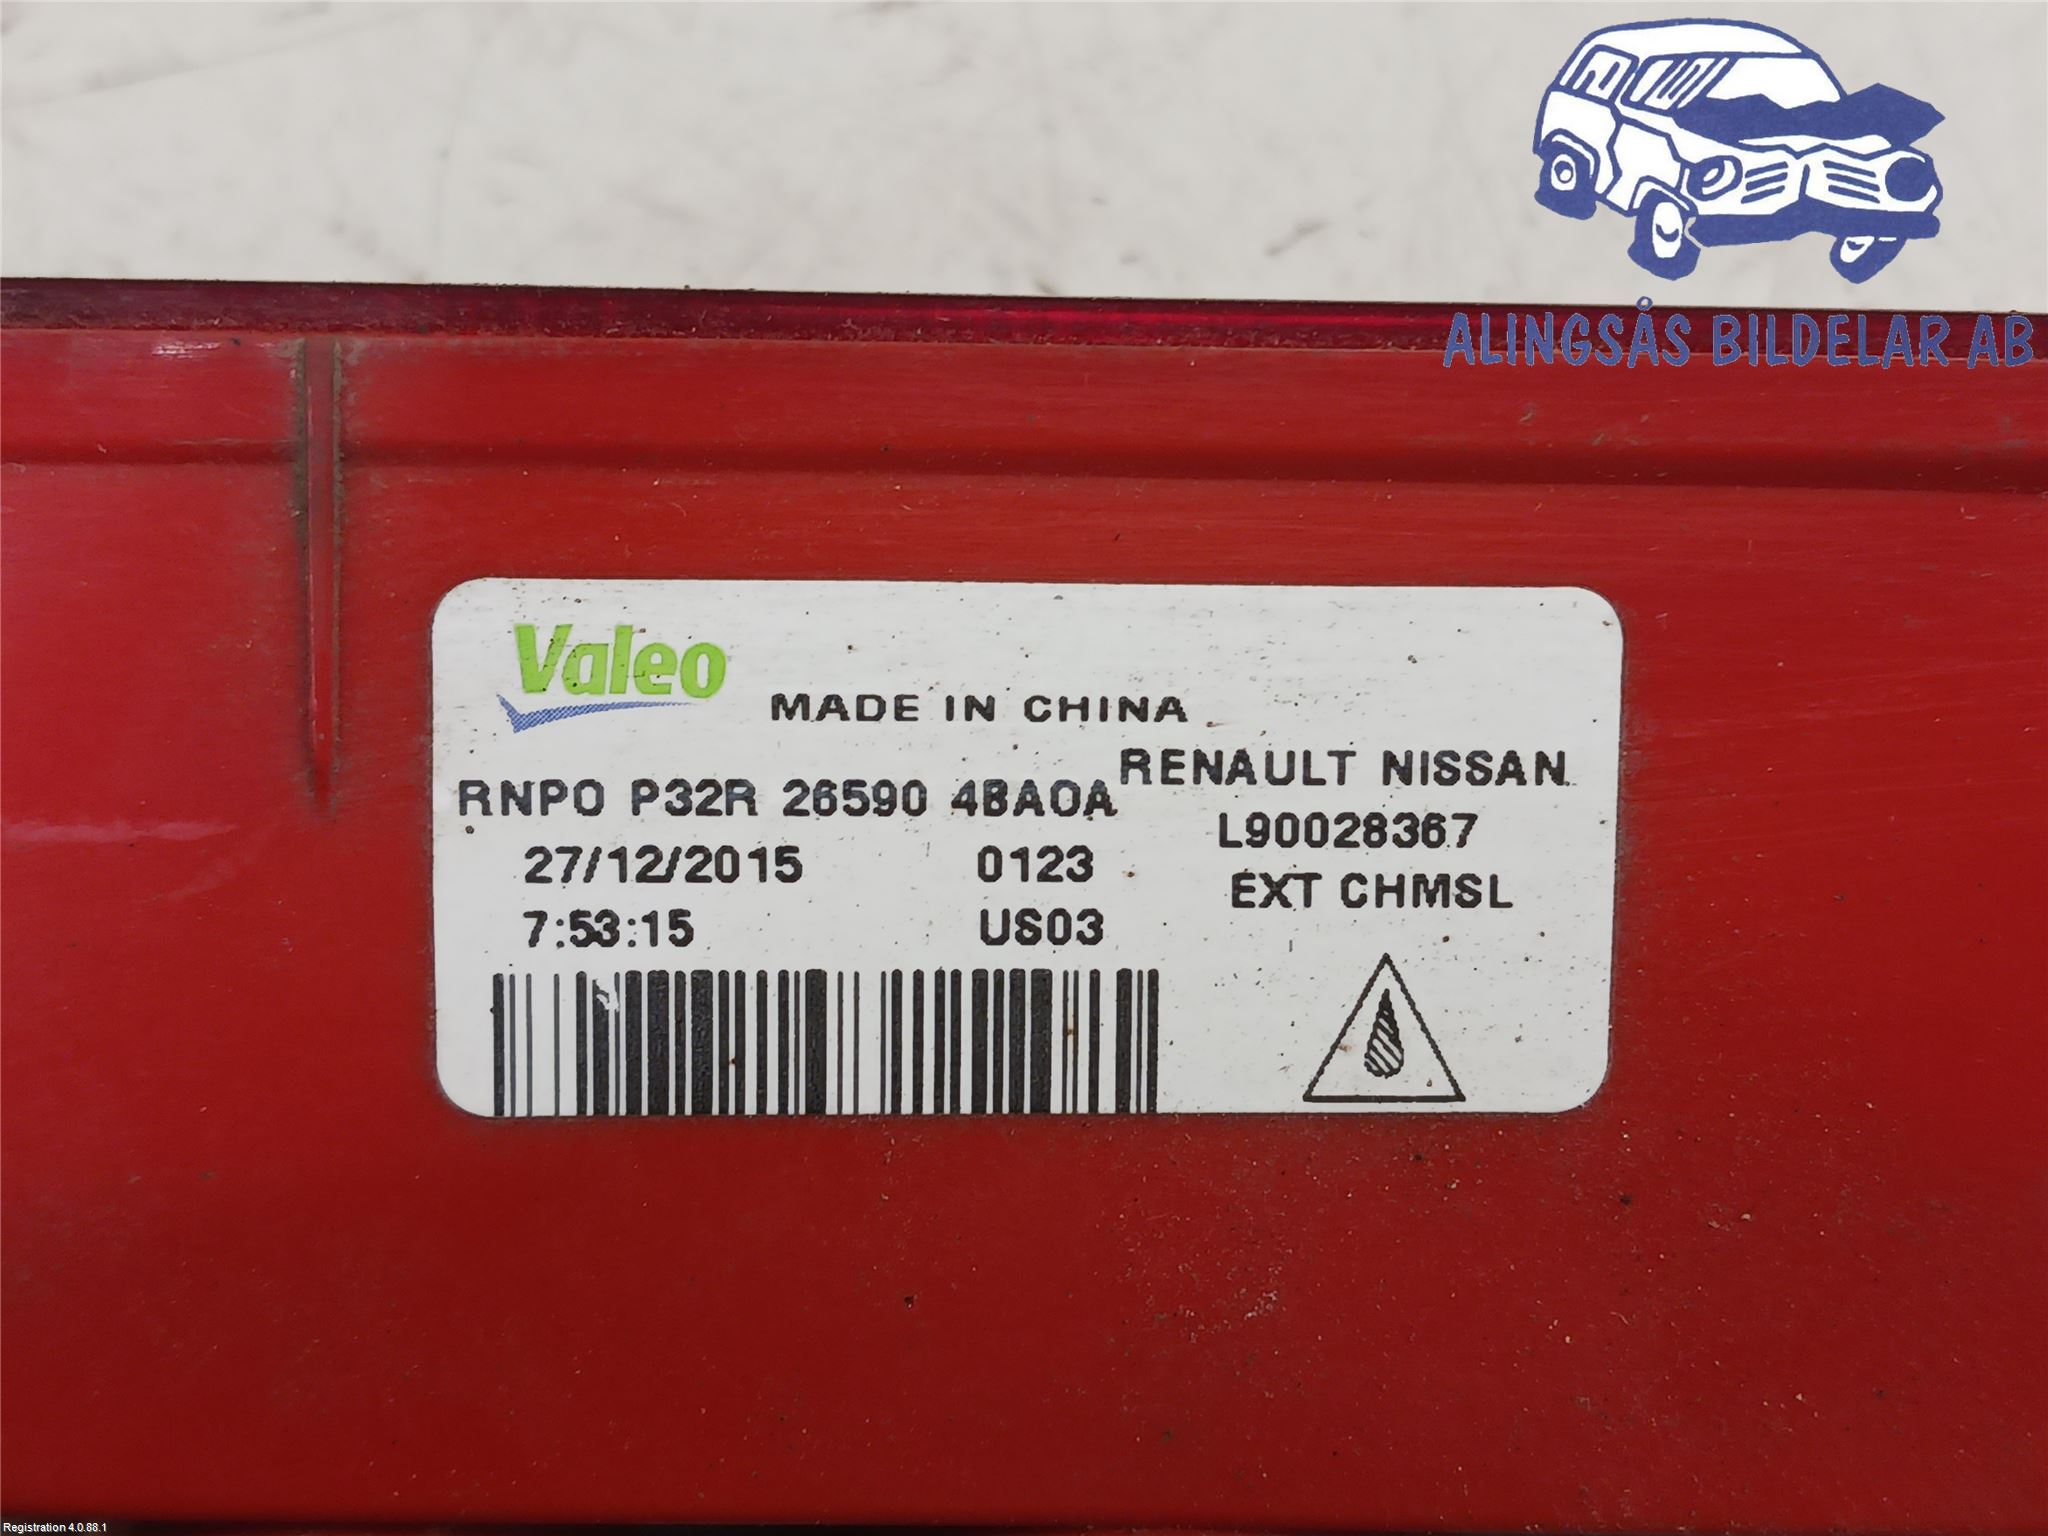 ALINGSÅS BILDELAR AB
Valeo
MADE IN CHINA
RENAULT NISSAN
RNPO P32R 26590 4BA0A
L90028367
27/12/2015 0123
EXT CHMSL
7:53:15 US03
Registration 4.0.88.1